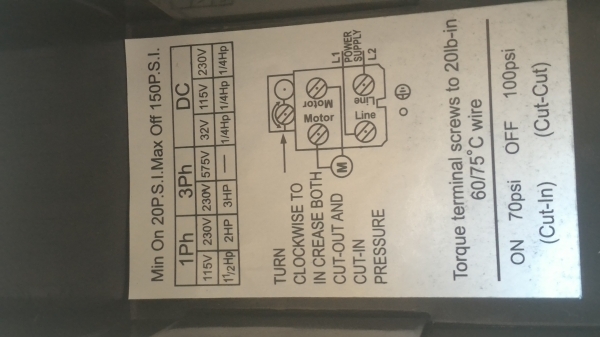 Min On 20P.S.I.Max Off 150P.S.I.
1Ph 3Ph DC
115V 230V 230V 575V 32V 115V 230V
1 1/2Hp 2HP 3HP — 1/4Hp 1/4Hp 1/4Hp
L1 POWER SUPPLY L2
Motor Line
Motor Line
M
TURN
CLOCKWISE TO
IN CREASE BOTH
CUT-OUT AND
CUT-IN
PRESSURE
Torque terminal screws to 20lb-in
60/75°C wire
ON 70psi OFF 100psi
(Cut-In) (Cut-Cut)